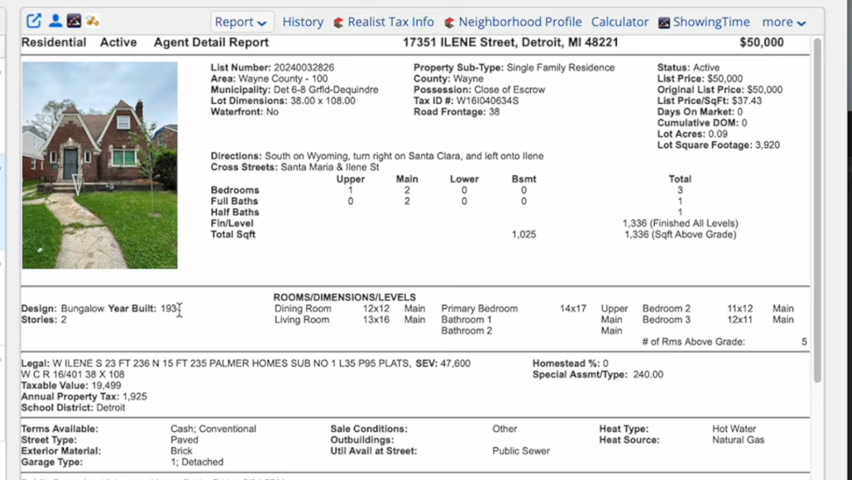 Report History Realist Tax Info Neighborhood Profile Calculator ShowingTime more
Residential Active Agent Detail Report 17351 ILENE Street, Detroit, MI 48221 $50,000
List Number: 20240032826 Property Sub-Type: Single Family Residence Status: Active
Area: Wayne County - 100 County: Wayne List Price: $50,000
Municipality: Det 6-8 Grfld-Dequindre Possession: Close of Escrow Original List Price: $50,000
Lot Dimensions: 38.00 x 108.00 Tax ID #: W16I040634S List Price/SqFt: $37.43
Waterfront: No Road Frontage: 38 Days On Market: 0
Cumulative DOM: 0
Lot Acres: 0.09
Lot Square Footage: 3,920
Directions: South on Wyoming, turn right on Santa Clara, and left onto Ilene
Cross Streets: Santa Maria & Ilene St
Upper Main Lower Bsmt Total
Bedrooms 1 2 0 0 3
Full Baths 0 2 0 0 1
Half Baths 1
Fin/Level 1,336 (Finished All Levels)
Total Sqft 1,025 1,336 (Sqft Above Grade)
ROOMS/DIMENSIONS/LEVELS
Design: Bungalow Year Built: 193 Dining Room 12x12 Main Primary Bedroom 14x17 Upper Bedroom 2 11x12 Main
Stories: 2 Living Room 13x16 Main Bathroom 1 Main Bedroom 3 12x11 Main
Bathroom 2 Main
# of Rms Above Grade: 5
Legal: W ILENE S 23 FT 236 N 15 FT 235 PALMER HOMES SUB NO 1 L35 P95 PLATS, SEV: 47,600 Homestead %: 0
W C R 16/401 38 X 108 Special Assmt/Type: 240.00
Taxable Value: 19,499
Annual Property Tax: 1,925
School District: Detroit
Terms Available: Cash; Conventional Sale Conditions: Other Heat Type: Hot Water
Street Type: Paved Outbuildings: Heat Source: Natural Gas
Exterior Material: Brick Util Avail at Street: Public Sewer
Garage Type: 1; Detached